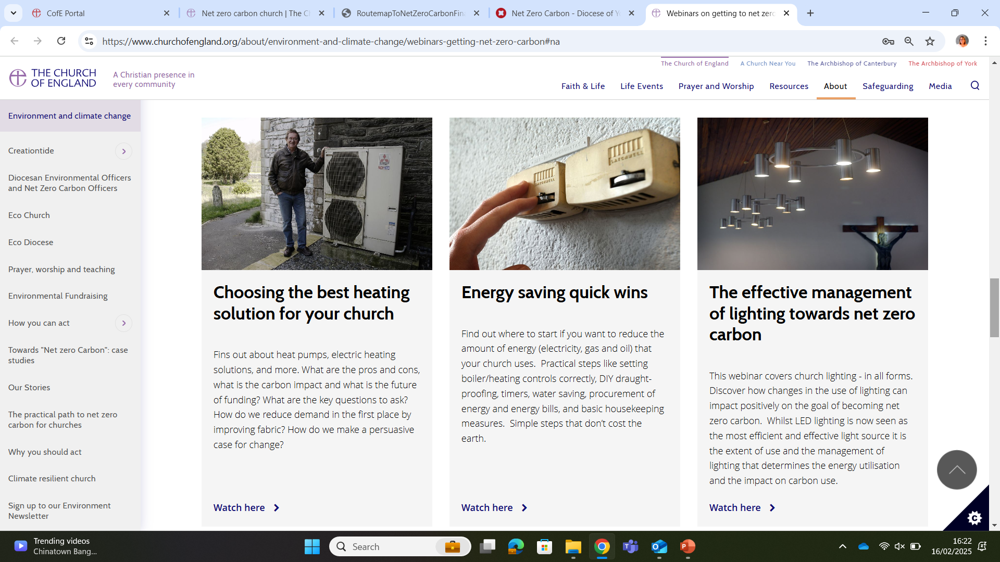 CofE Portal
Net zero carbon church | The C
RoutemapToNetZeroCarbonFin
Net Zero Carbon - Diocese of Y
Webinars on getting to net zero
https://www.churchofengland.org/about/environment-and-climate-change/webinars-getting-net-zero-carbon#na
THE CHURCH
OF ENGLAND
A Christian presence in
every community
The Church of England
A Church Near You
The Archbishop of Canterbury
The Archbishop of York
Faith & Life
Life Events
Prayer and Worship
Resources
About
Safeguarding
Media
Environment and climate change
Creationtide
Diocesan Environmental Officers
and Net Zero Carbon Officers
Eco Church
Eco Diocese
Prayer, worship and teaching
Environmental Fundraising
How you can act
Towards "Net zero Carbon": case
studies
Our Stories
The practical path to net zero
carbon for churches
Why you should act
Climate resilient church
Sign up to our Environment
Newsletter
Choosing the best heating
solution for your church
Fins out about heat pumps, electric heating
solutions, and more. What are the pros and cons,
what is the carbon impact and what is the future
of funding? What are the key questions to ask?
How do we reduce demand in the first place by
improving fabric? How do we make a persuasive
case for change?
Watch here
SATCHWELL
SATCHWELL
Energy saving quick wins
Find out where to start if you want to reduce the
amount of energy (electricity, gas and oil) that
your church uses.  Practical steps like setting
boiler/heating controls correctly, DIY draught-
proofing, timers, water saving, procurement of
energy and energy bills, and basic housekeeping
measures.  Simple steps that don't cost the
earth.
Watch here
The effective management
of lighting towards net zero
carbon
This webinar covers church lighting - in all forms.
Discover how changes in the use of lighting can
impact positively on the goal of becoming net
zero carbon.  Whilst LED lighting is now seen as
the most efficient and effective light source it is
the extent of use and the management of
lighting that determines the energy utilisation
and the impact on carbon use.
Watch here
Trending videos
Chinatown Bang...
Search
16:22
16/02/2025